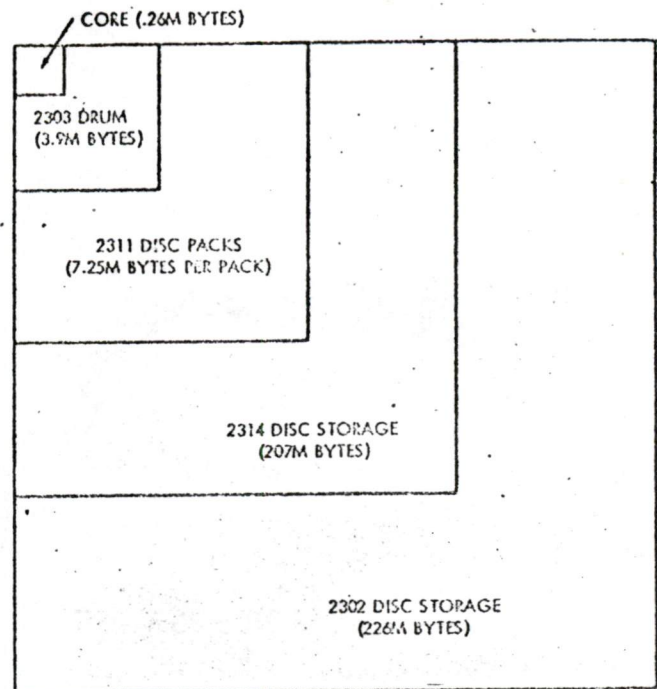 CORE (.26M BYTES)
2303 DRUM
(3.9M BYTES)
2311 DISC PACKS
(7.25M BYTES PER PACK)
2314 DISC STORAGE
(207M BYTES)
2302 DISC STORAGE
(226M BYTES)